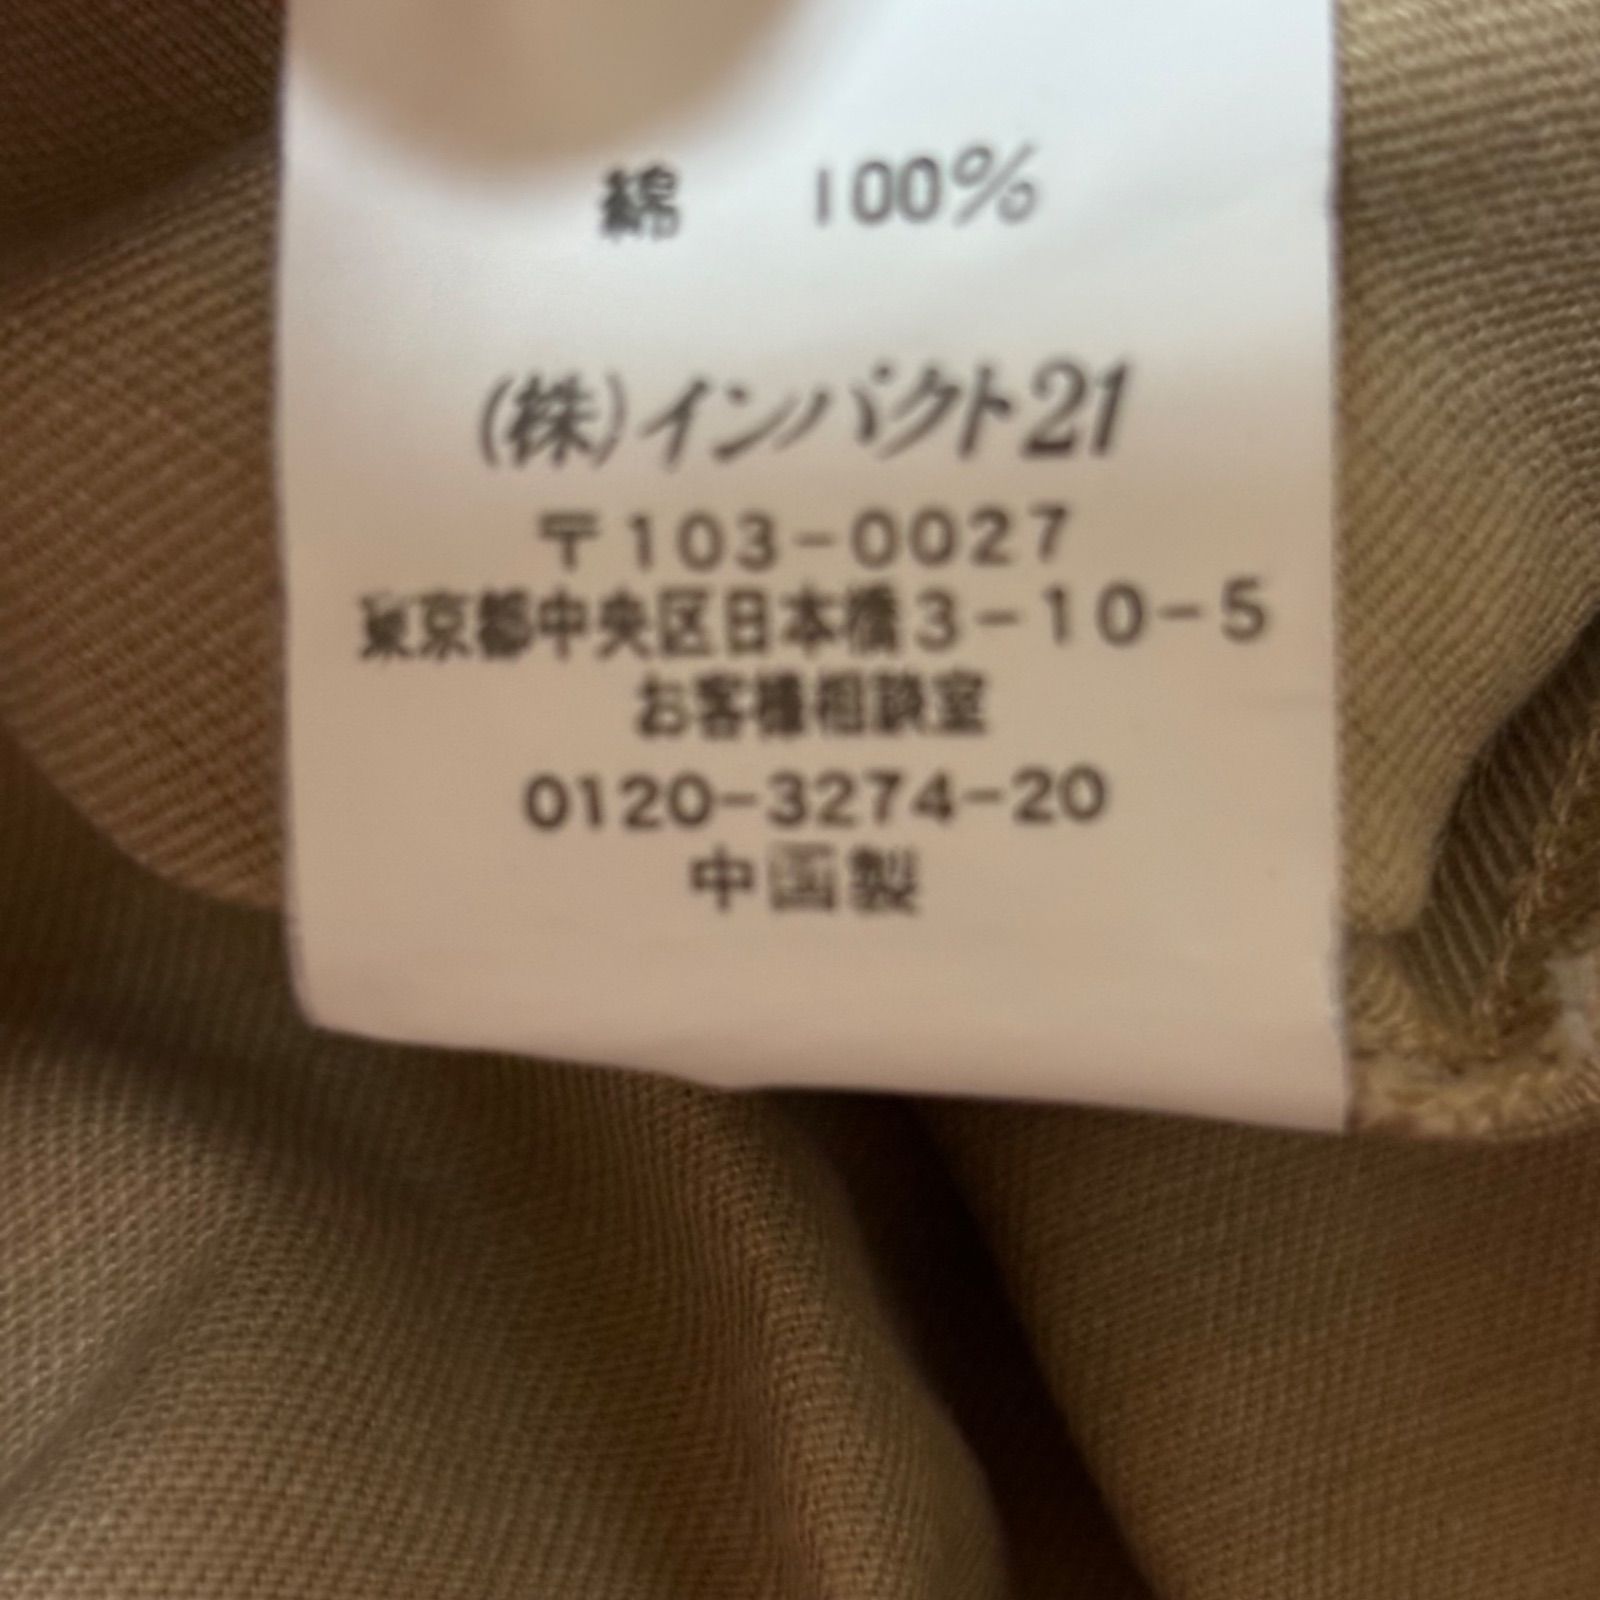 綿 100%
(株)インパクト21
〒103-0027
東京都中央区日本橋3-10-5
お客様相談室
0120-3274-20
中国製